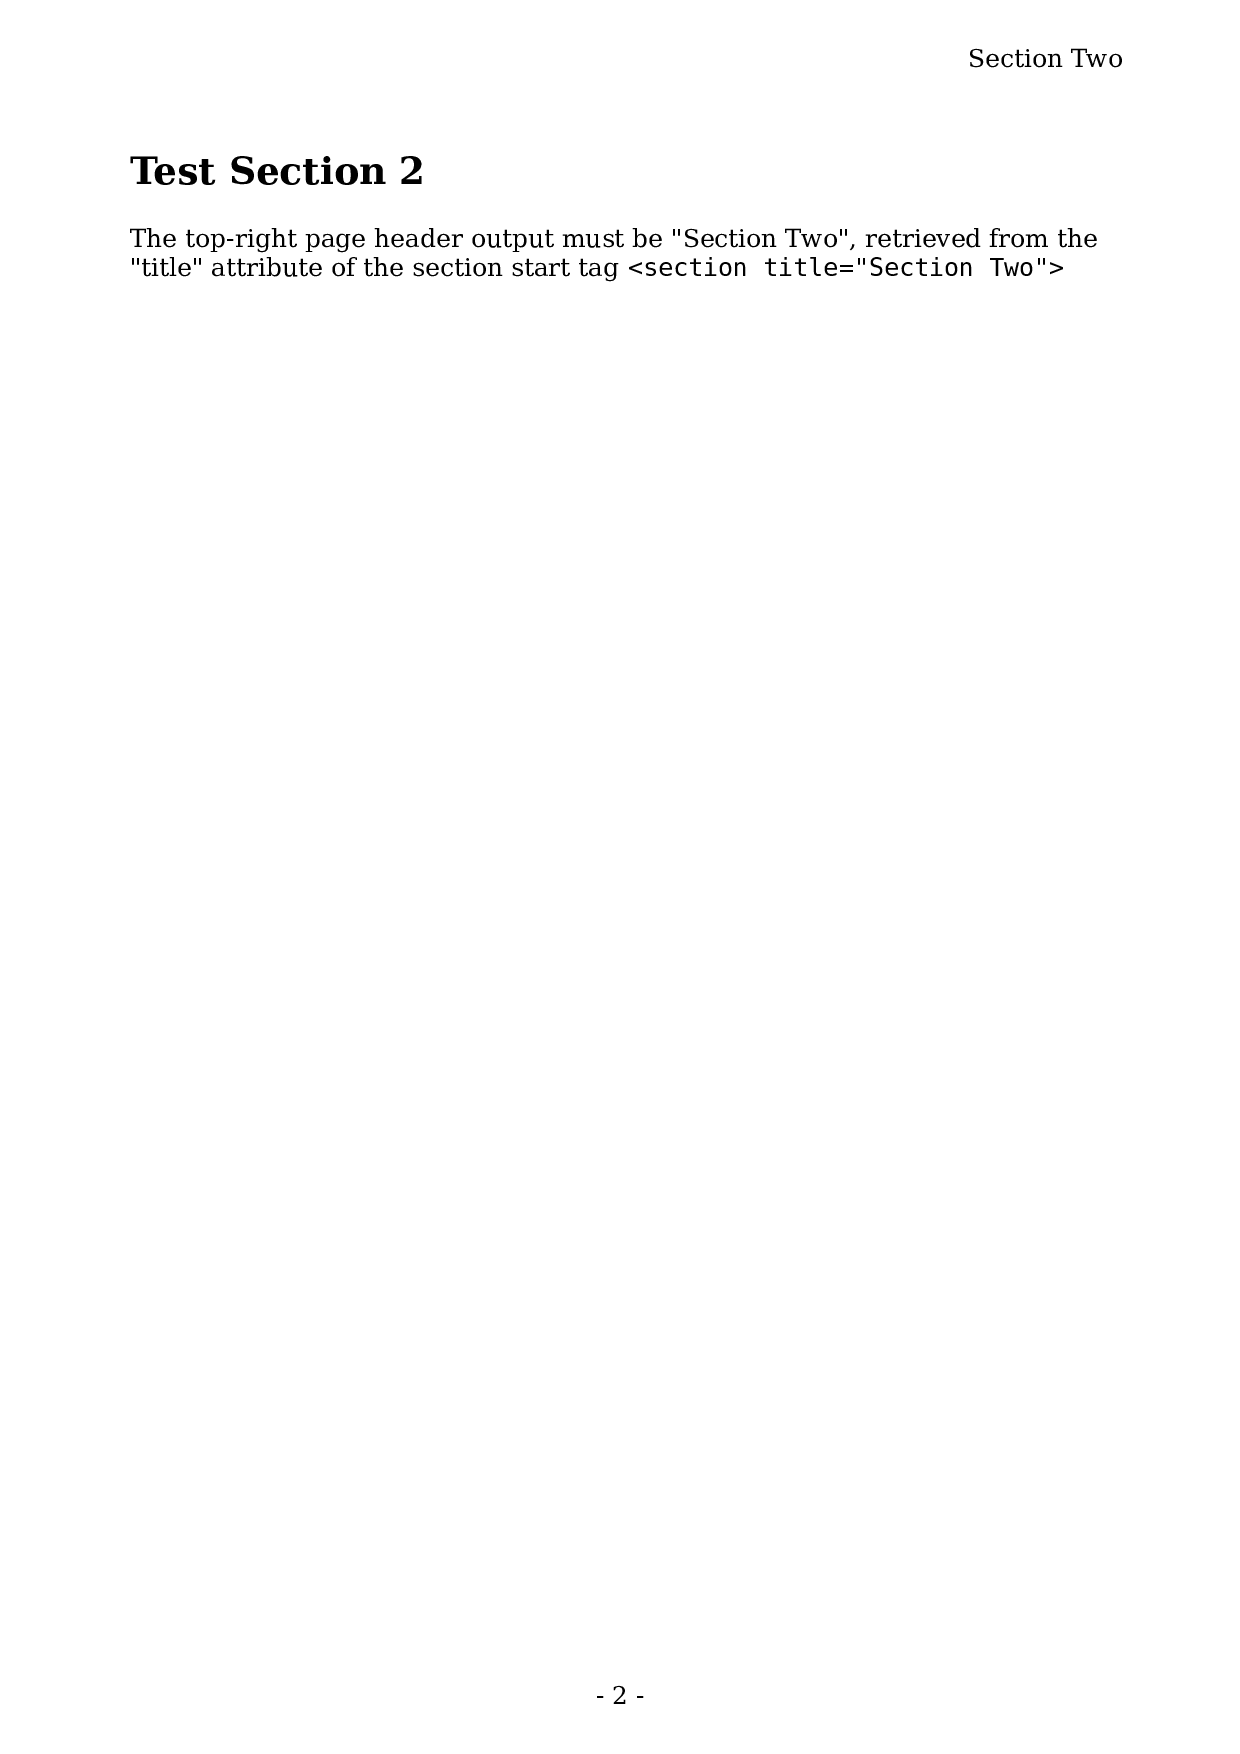 Section Two
Test Section 2
The top-right page header output must be "Section Two", retrieved from the
"title" attribute of the section start tag <section title="Section Two">
- 2 -